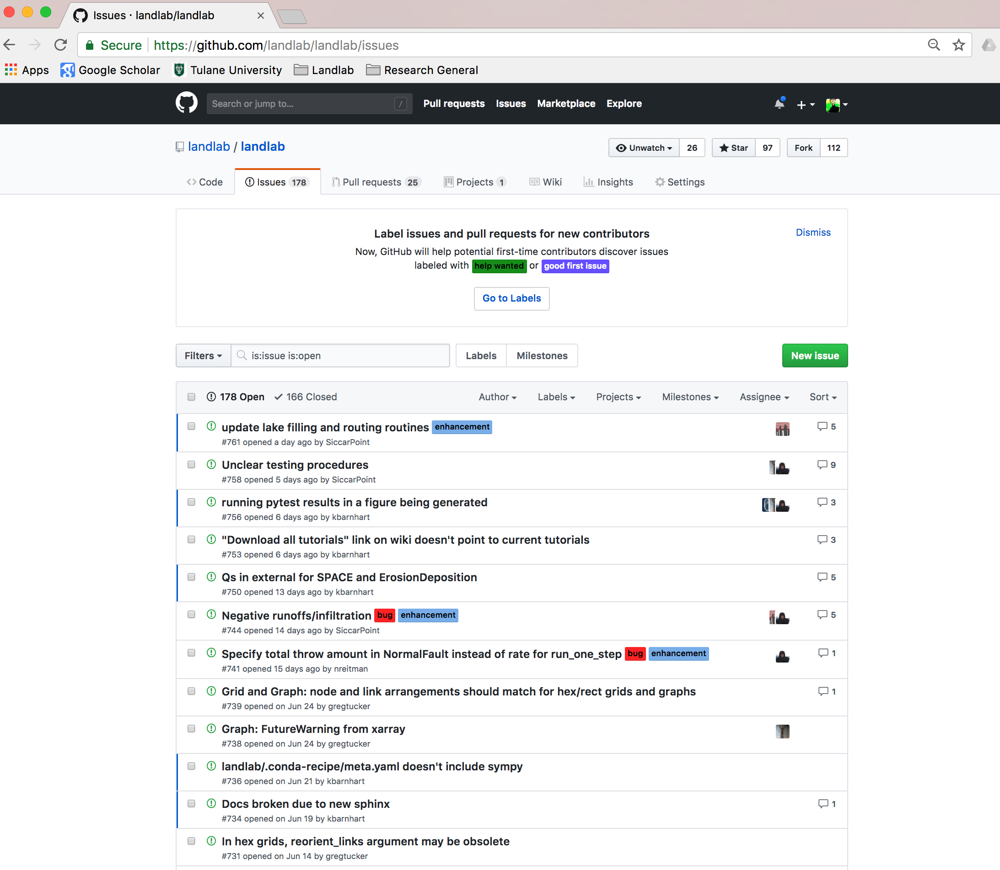 Issues · landlab/landlab
Secure https://github.com/landlab/landlab/issues
Apps Google Scholar Tulane University Landlab Research General
Search or jump to... / Pull requests Issues Marketplace Explore
landlab / landlab Unwatch 26 Star 97 Fork 112
Code Issues 178 Pull requests 25 Projects 1 Wiki Insights Settings
Label issues and pull requests for new contributors Dismiss
Now, GitHub will help potential first-time contributors discover issues
labeled with help wanted or good first issue
Go to Labels
Filters is:issue is:open Labels Milestones New issue
178 Open 166 Closed Author Labels Projects Milestones Assignee Sort
update lake filling and routing routines enhancement 5
#761 opened a day ago by SiccarPoint
Unclear testing procedures 9
#758 opened 5 days ago by SiccarPoint
running pytest results in a figure being generated 3
#756 opened 6 days ago by kbarnhart
"Download all tutorials" link on wiki doesn't point to current tutorials 3
#753 opened 6 days ago by kbarnhart
Qs in external for SPACE and ErosionDeposition 5
#750 opened 13 days ago by kbarnhart
Negative runoffs/infiltration bug enhancement 5
#744 opened 14 days ago by SiccarPoint
Specify total throw amount in NormalFault instead of rate for run_one_step bug enhancement 1
#741 opened 15 days ago by nreitman
Grid and Graph: node and link arrangements should match for hex/rect grids and graphs 1
#739 opened on Jun 24 by gregtucker
Graph: FutureWarning from xarray
#738 opened on Jun 24 by gregtucker
landlab/.conda-recipe/meta.yaml doesn't include sympy
#736 opened on Jun 21 by kbarnhart
Docs broken due to new sphinx 1
#734 opened on Jun 19 by kbarnhart
In hex grids, reorient_links argument may be obsolete
#731 opened on Jun 14 by gregtucker